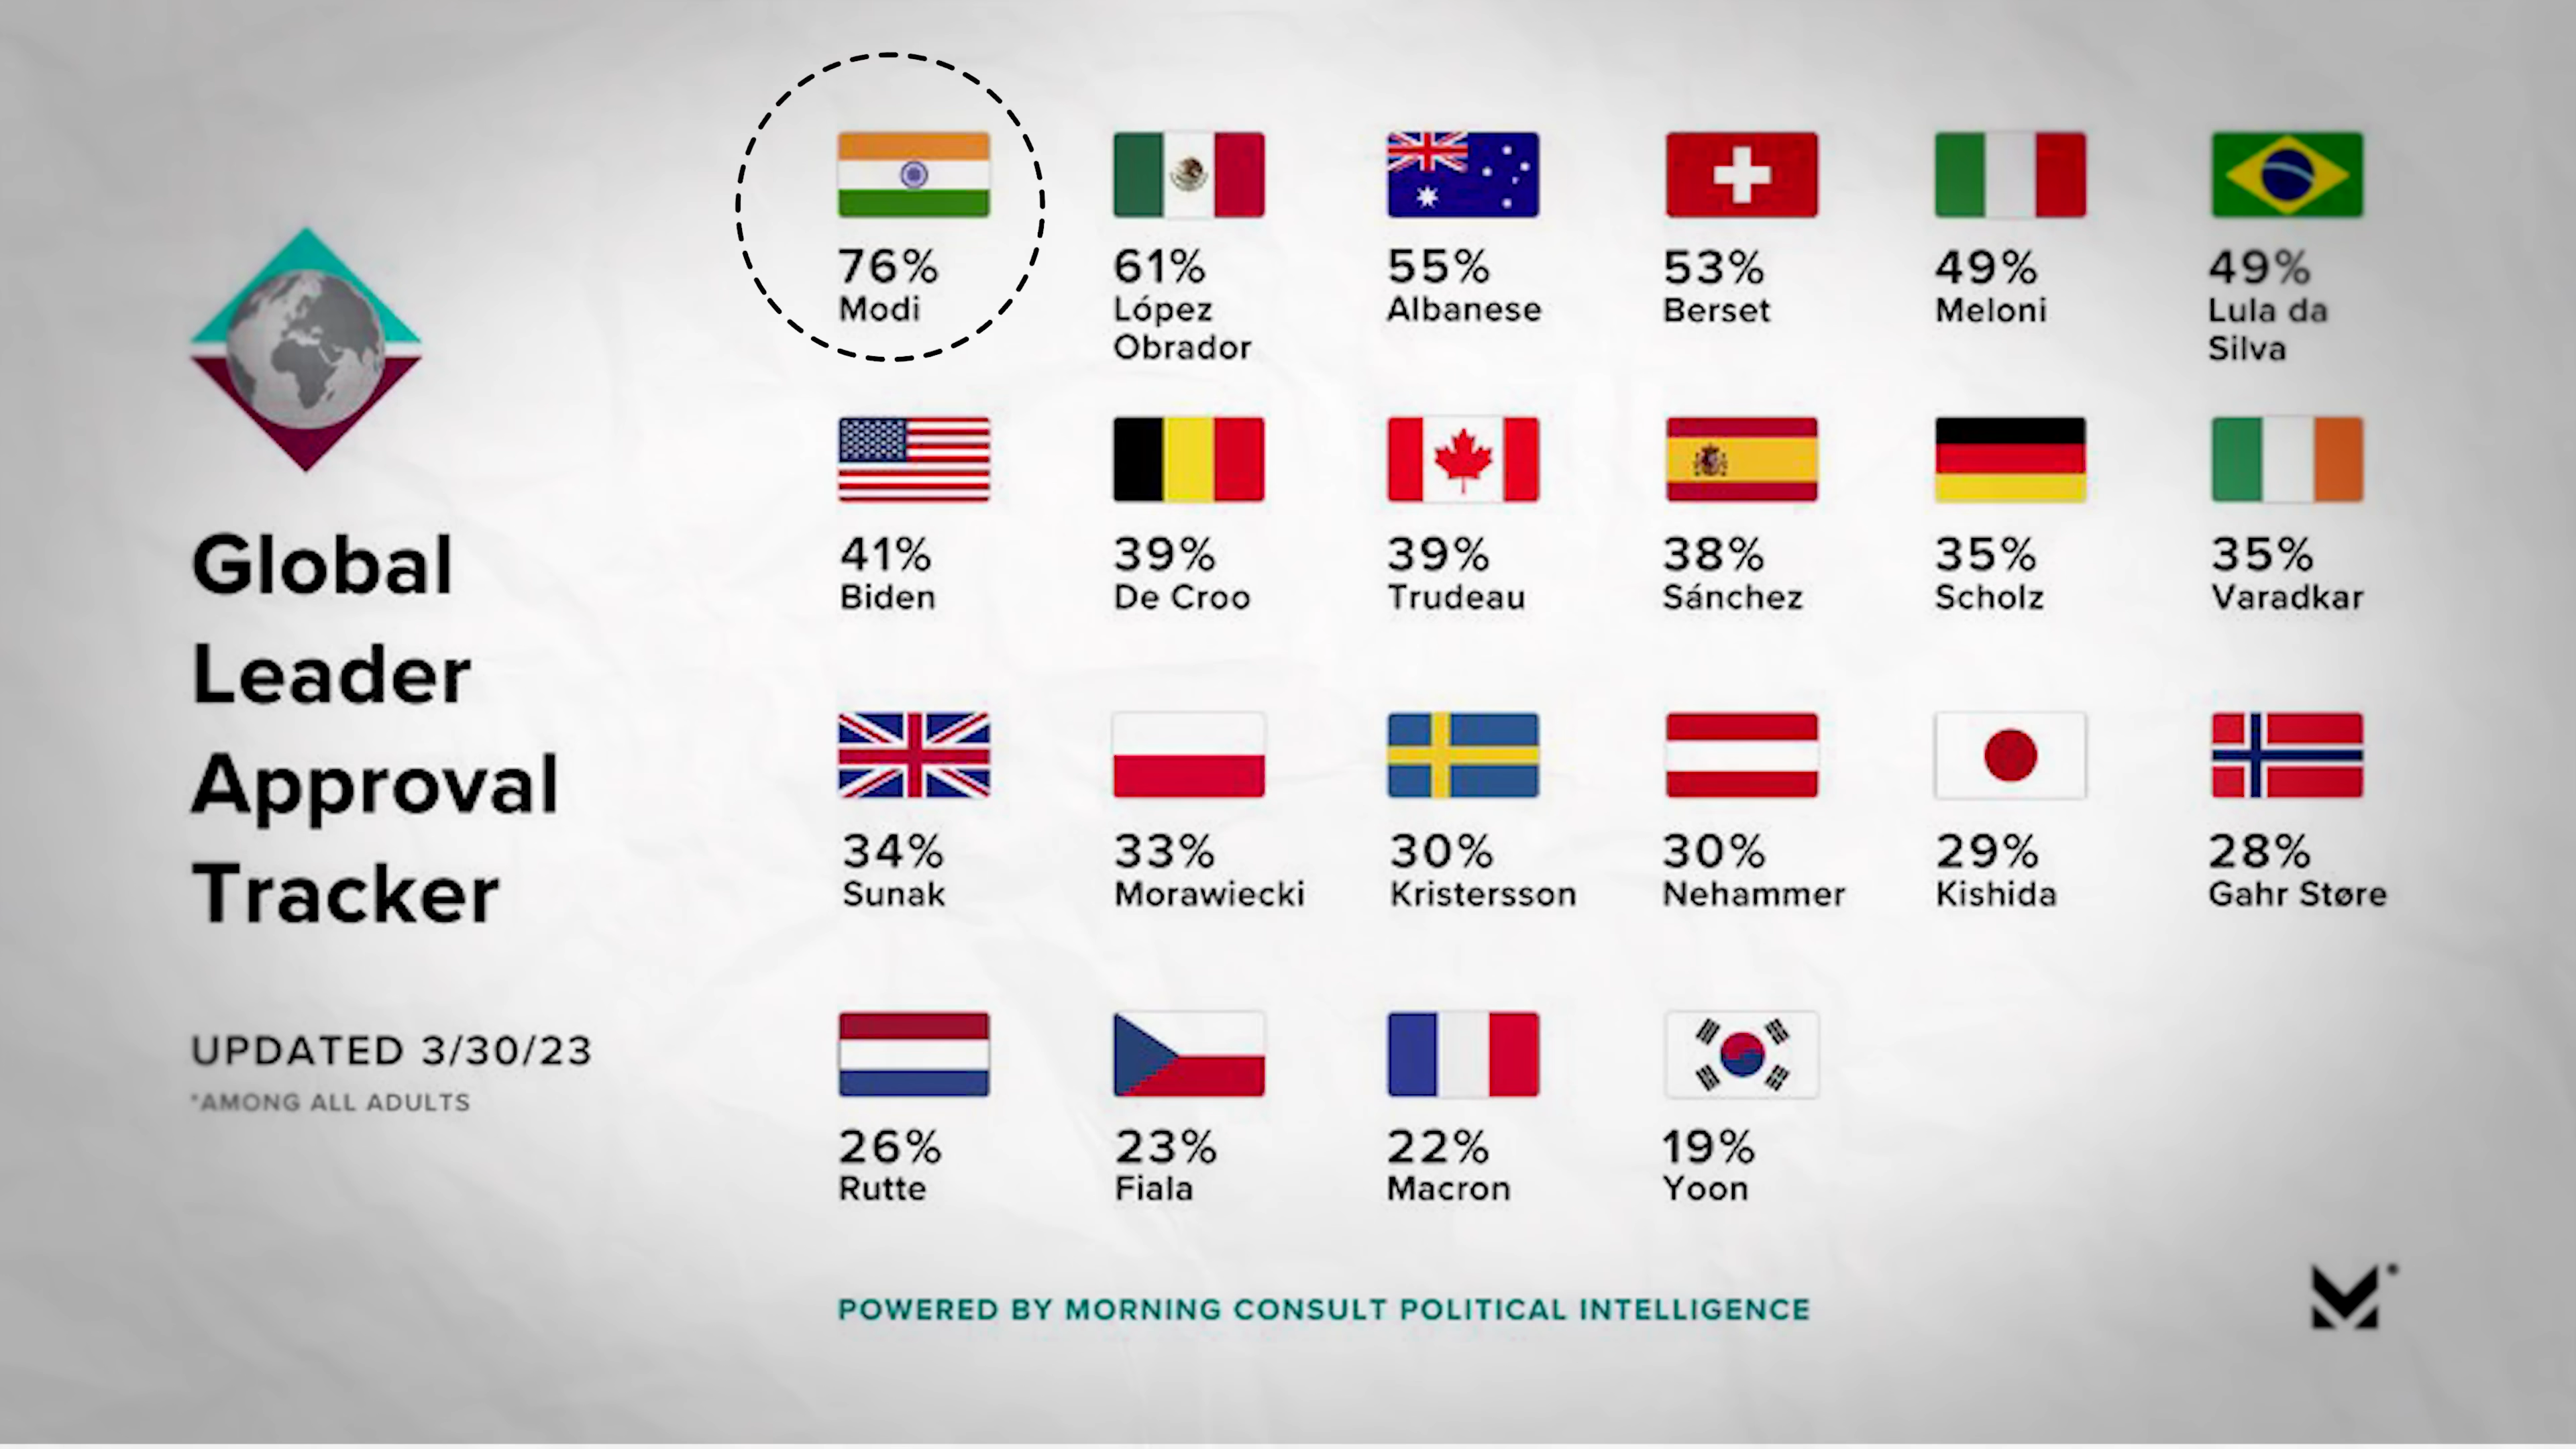 Global
Leader
Approval
Tracker
UPDATED 3/30/23
*AMONG ALL ADULTS
76%
Modi
61%
López
Obrador
55%
Albanese
53%
Berset
49%
Meloni
49%
Lula da
Silva
41%
Biden
39%
De Croo
39%
Trudeau
38%
Sánchez
35%
Scholz
35%
Varadkar
34%
Sunak
33%
Morawiecki
30%
Kristersson
30%
Nehammer
29%
Kishida
28%
Gahr Støre
26%
Rutte
23%
Fiala
22%
Macron
19%
Yoon
POWERED BY MORNING CONSULT POLITICAL INTELLIGENCE